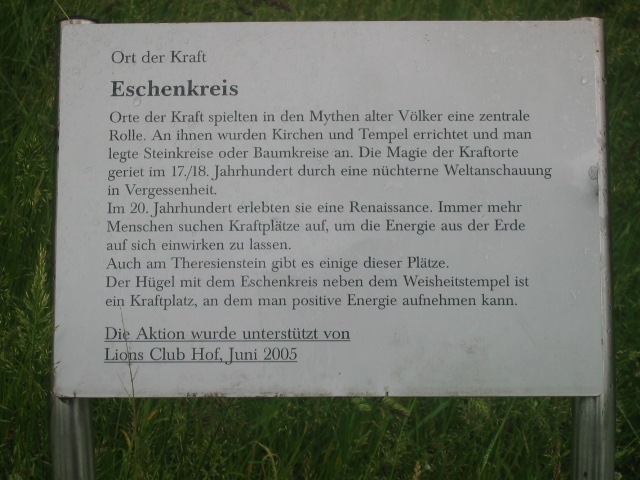 Ort der Kraft
Eschenkreis
Orte der Kraft spielten in den Mythen alter Völker eine zentrale
Rolle. An ihnen wurden Kirchen und Tempel errichtet und man
legte Steinkreise oder Baumkreise an. Die Magie der Kraftorte
geriet im 17./18. Jahrhundert durch eine nüchterne Weltanschauung
in Vergessenheit.
Im 20. Jahrhundert erlebten sie eine Renaissance. Immer mehr
Menschen suchen Kraftplätze auf, um die Energie aus der Erde
auf sich einwirken zu lassen.
Auch am Theresienstein gibt es einige dieser Plätze.
Der Hügel mit dem Eschenkreis neben dem Weisheitstempel ist
ein Kraftplatz, an dem man positive Energie aufnehmen kann.
Die Aktion wurde unterstützt von
Lions Club Hof, Juni 2005